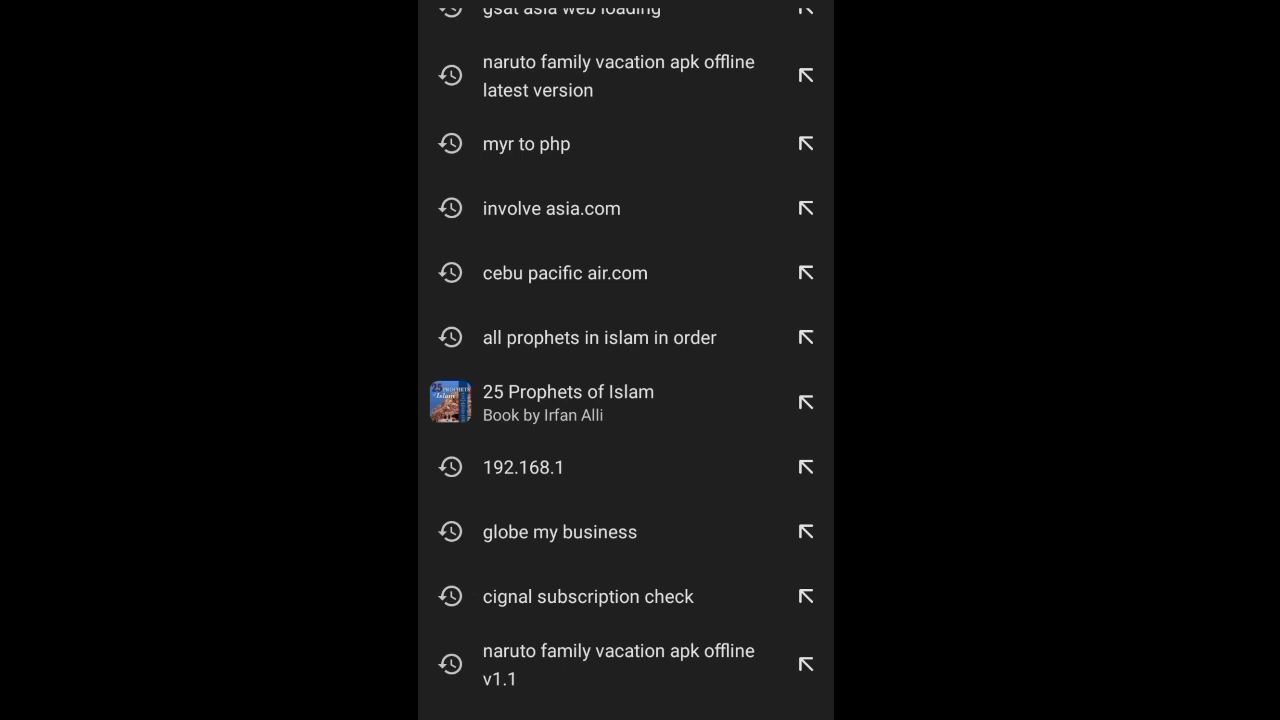 gsat asia web loading
naruto family vacation apk offline
latest version
myr to php
involve asia.com
cebu pacific air.com
all prophets in islam in order
25 Prophets of Islam
Book by Irfan Alli
192.168.1
globe my business
cignal subscription check
naruto family vacation apk offline
v1.1